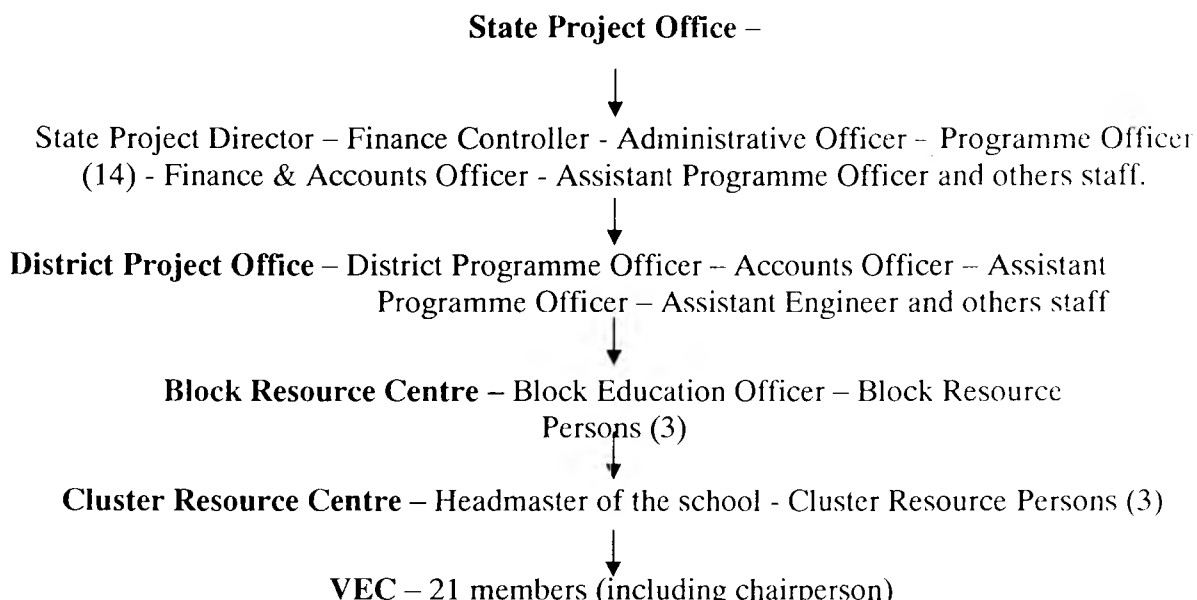 State Project Office –
State Project Director – Finance Controller - Administrative Officer – Programme Officer
(14) - Finance & Accounts Officer - Assistant Programme Officer and others staff.
District Project Office – District Programme Officer – Accounts Officer – Assistant
Programme Officer – Assistant Engineer and others staff
Block Resource Centre – Block Education Officer – Block Resource
Persons (3)
Cluster Resource Centre – Headmaster of the school - Cluster Resource Persons (3)
VEC – 21 members (including chairperson)